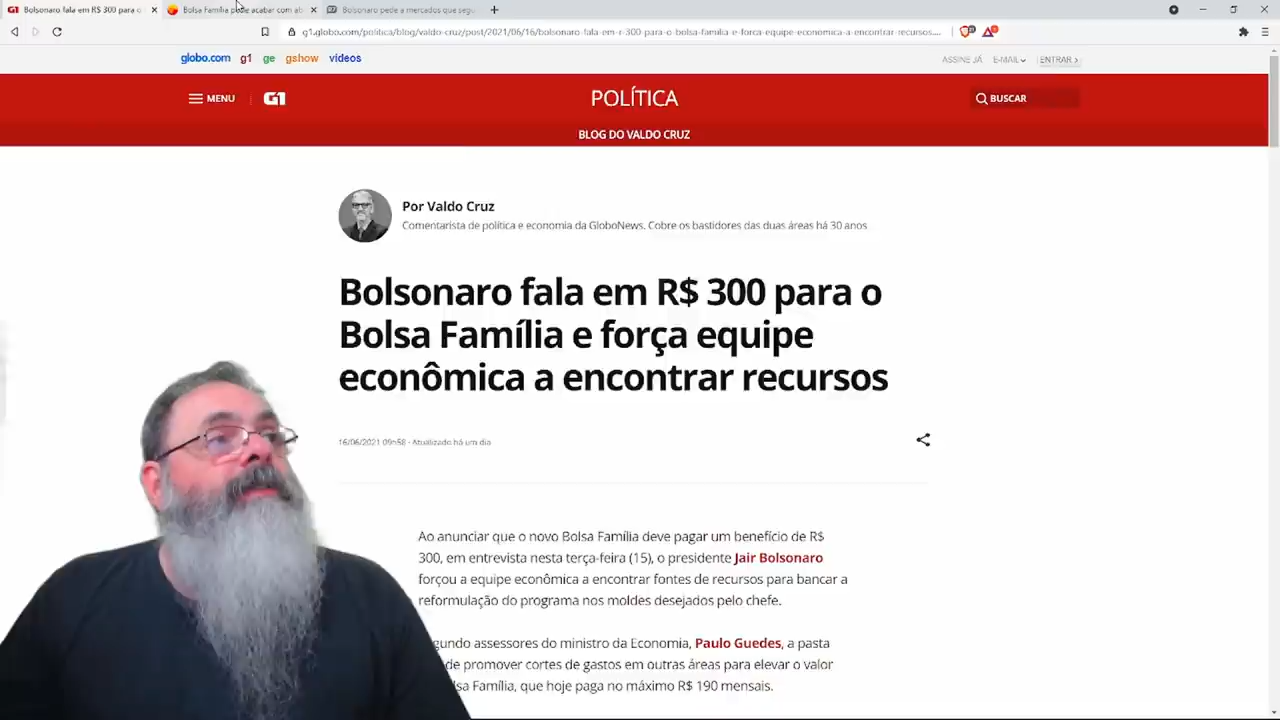 G1 Bolsonaro fala em R$ 300 para o
Bolsa Família pode acabar com ab
Bolsonaro pede a mercados que seg
g1.globo.com/politica/blog/valdo-cruz/post/2021/06/16/bolsonaro-fala-em-r-300-para-o-bolsa-familia-e-forca-equipe-economica-a-encontrar-recursos....
globo.com g1 ge gshow vídeos
ASSINE JÁ E-MAIL ENTRAR ›
MENU G1 POLÍTICA BUSCAR
BLOG DO VALDO CRUZ
Por Valdo Cruz
Comentarista de política e economia da GloboNews. Cobre os bastidores das duas áreas há 30 anos
Bolsonaro fala em R$ 300 para o
Bolsa Família e força equipe
econômica a encontrar recursos
16/06/2021 09h58 · Atualizado há um dia
Ao anunciar que o novo Bolsa Família deve pagar um benefício de R$
300, em entrevista nesta terça-feira (15), o presidente Jair Bolsonaro
forçou a equipe econômica a encontrar fontes de recursos para bancar a
reformulação do programa nos moldes desejados pelo chefe.
gundo assessores do ministro da Economia, Paulo Guedes, a pasta
de promover cortes de gastos em outras áreas para elevar o valor
lsa Família, que hoje paga no máximo R$ 190 mensais.